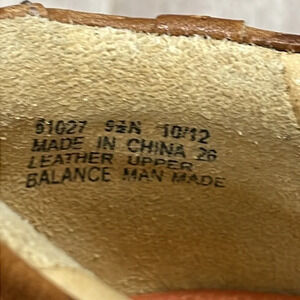 61027 9½N 10/12
MADE IN CHINA 26
LEATHER UPPER
BALANCE MAN MADE